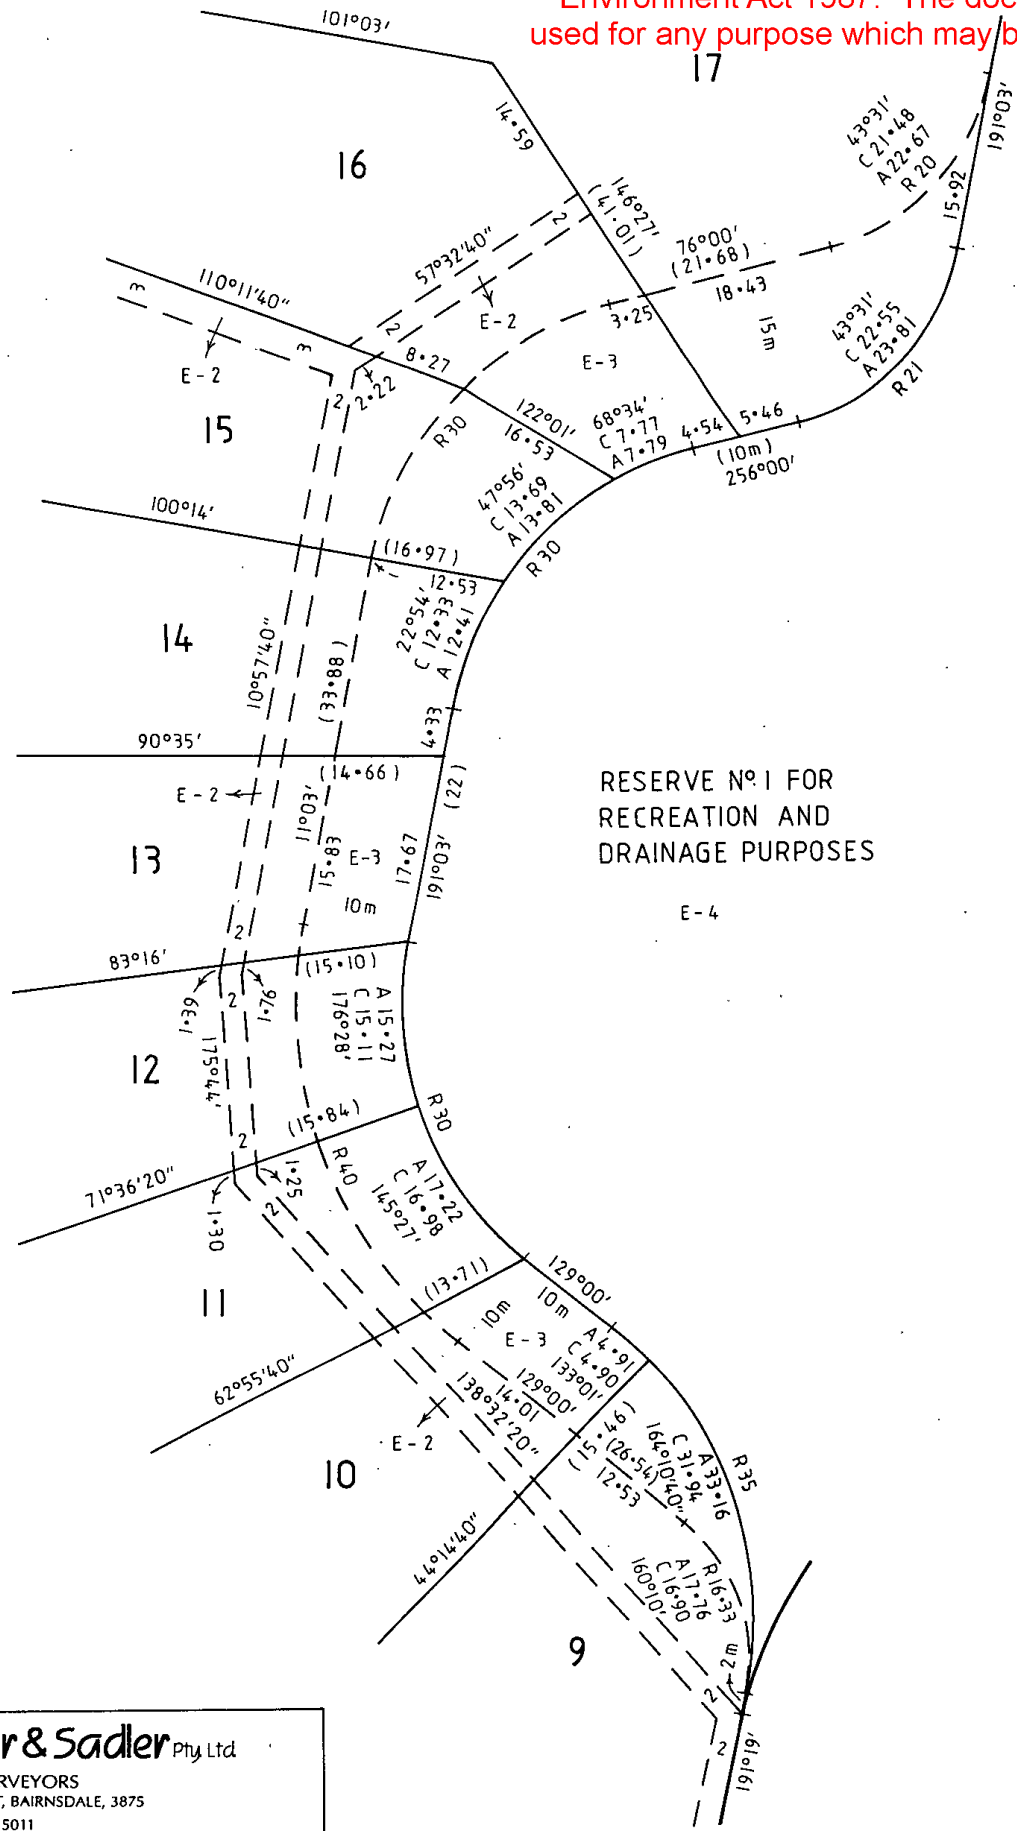 Environment Act 1987. The doc
used for any purpose which may b
101°03'
17
14·59
16
43°31'
C 21·48
A 22·67
R 20
191°03'
15·92
146°27'
(41·01)
2
57°32'40"
76°00'
(21·68)
18·43
110°11'40"
3
3
E-2
2
E-2
3·25
15m
43°31'
C 22·55
A 23·81
R 21
8·27
E-3
2
2·22
15
R30
122°01'
16·53
68°34'
C 7·77
A 7·79
4·54
5·46
(10m)
256°00'
47°56'
C 13·69
A 13·81
R 30
100°14'
(16·97)
1
12·53
22°54'
C 12·33
A 12·41
14
10°57'40"
(33·88)
4·33
90°35'
(14·66)
(22)
RESERVE Nº 1 FOR
RECREATION AND
DRAINAGE PURPOSES
E-4
E-2
11°03'
15·83
E-3
17·67
191°03'
13
10m
2
83°16'
(15·10)
1·39
2
1·76
A 15·27
C 15·11
176°28'
12
175°44'
R 30
(15·84)
2
71°36'20"
1·25
R 40
A 17·22
C 16·98
145°27'
1·30
2
11
(13·71)
129°00'
10m
10m
E-3
A 4·91
C 4·90
133°01'
62°55'40"
129°00'
14·01
138°32'20"
E-2
10
(15·46)
(26·54)
12·53
R35
A 33·16
C 31·94
164°10'40"
44°14'40"
R 16·33
A 17·76
C 16·90
160°10'
9
2m
2
2
191°19'
r & Sadler Pty Ltd
RVEYORS
T, BAIRNSDALE, 3875
5011